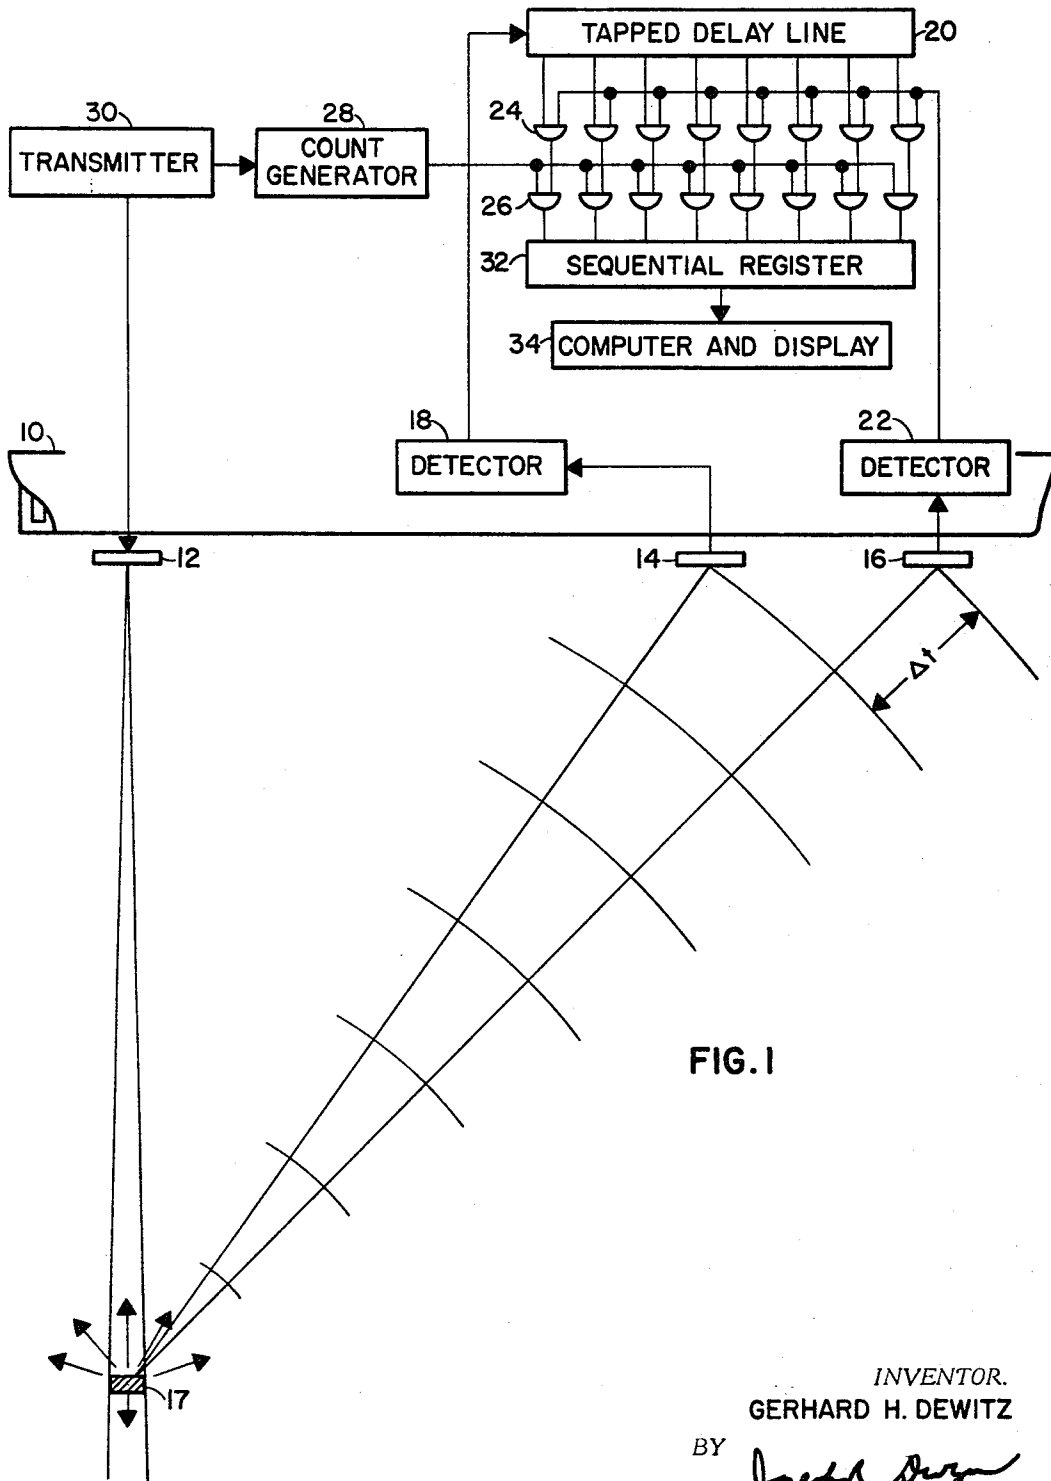 TAPPED DELAY LINE
20
30
28
24
TRANSMITTER
COUNT
GENERATOR
26
32
SEQUENTIAL REGISTER
34
COMPUTER AND DISPLAY
10
18
22
DETECTOR
DETECTOR
12
14
16
Δt
FIG. 1
17
INVENTOR.
GERHARD H. DEWITZ
BY